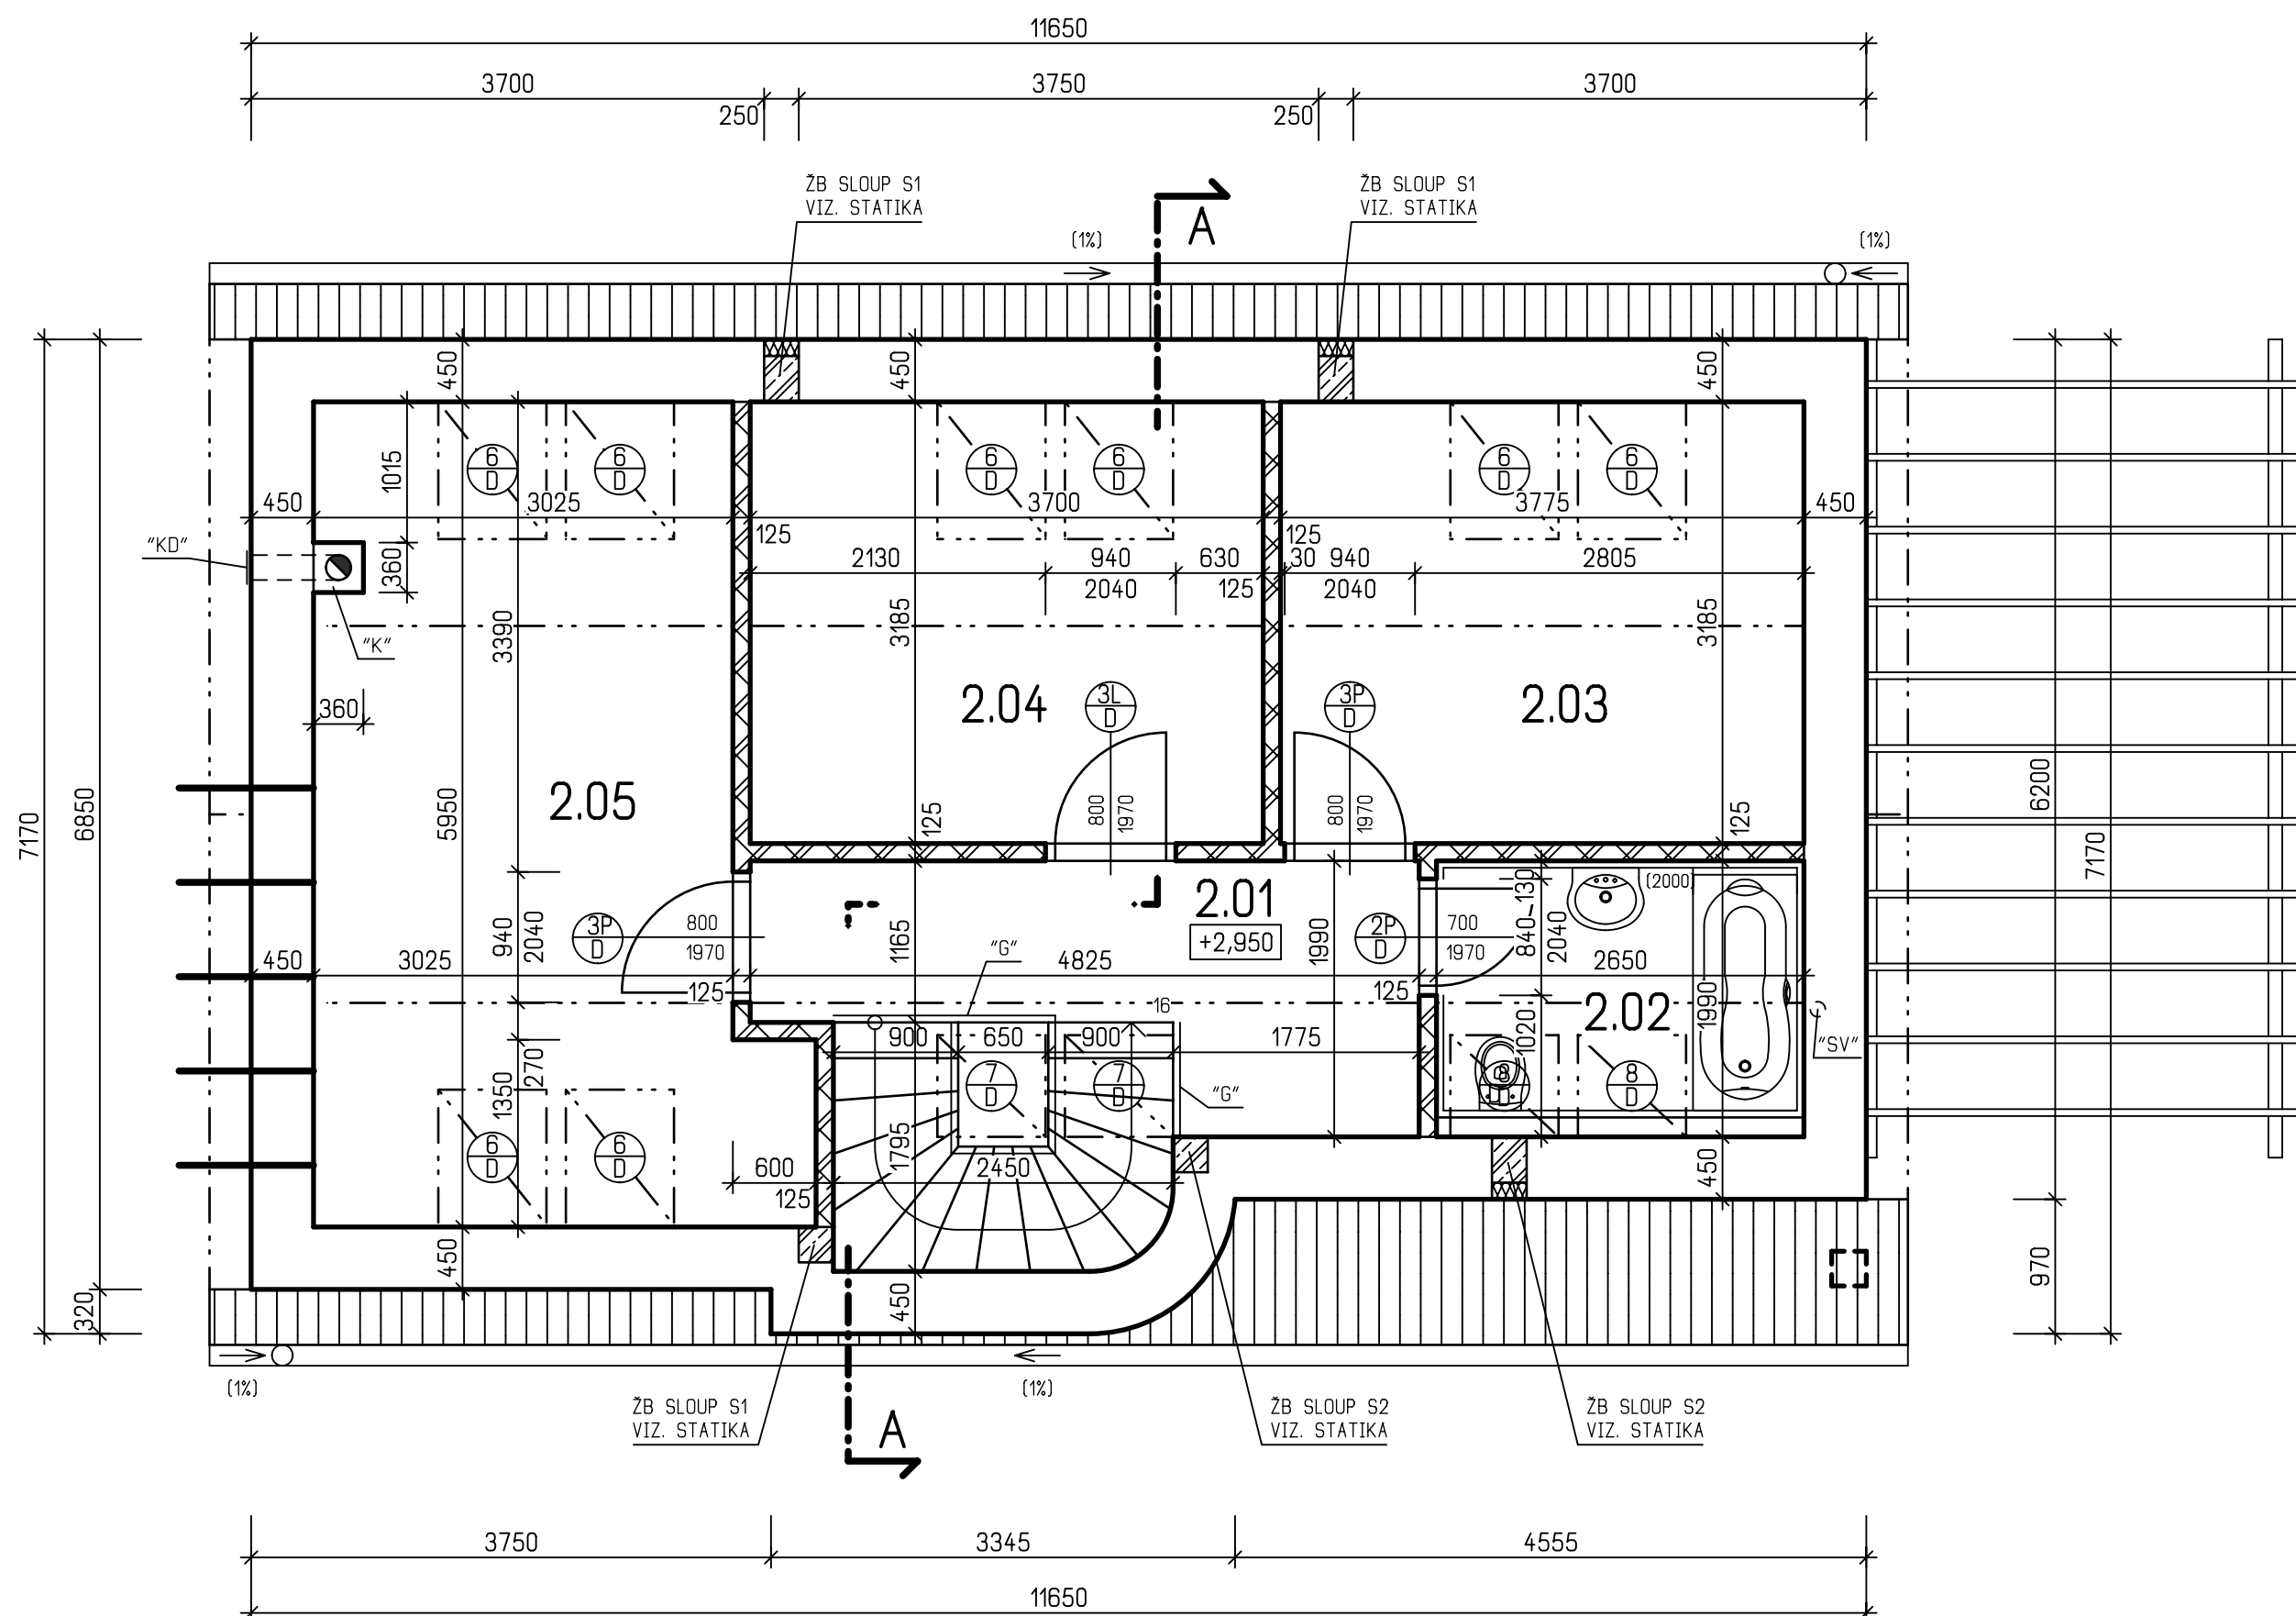 11650
3700
3750
3700
250
250
ŽB SLOUP S1
VIZ. STATIKA
ŽB SLOUP S1
VIZ. STATIKA
A
(1%)
(1%)
450
450
450
6
D
6
D
6
D
6
D
6
D
6
D
1015
450
3025
3700
3775
450
125
125
"KD"
360
2130
940
630
30
940
2805
2040
125
2040
3390
3185
3185
"K"
360
2.04
3L
D
3P
D
2.03
2.05
7170
6850
5950
125
800
1970
800
1970
125
6200
7170
2.01
+2,950
130
(2000)
3P
D
800
1970
940
2040
1165
1990
2P
D
700
1970
840
2040
"G"
450
3025
4825
2650
125
125
16
2.02
1990
900
650
900
1775
1020
"SV"
270
1350
7
D
7
D
"G"
8
D
8
D
6
D
6
D
1795
600
2450
125
450
450
450
320
970
(1%)
(1%)
ŽB SLOUP S1
VIZ. STATIKA
A
ŽB SLOUP S2
VIZ. STATIKA
ŽB SLOUP S2
VIZ. STATIKA
3750
3345
4555
11650